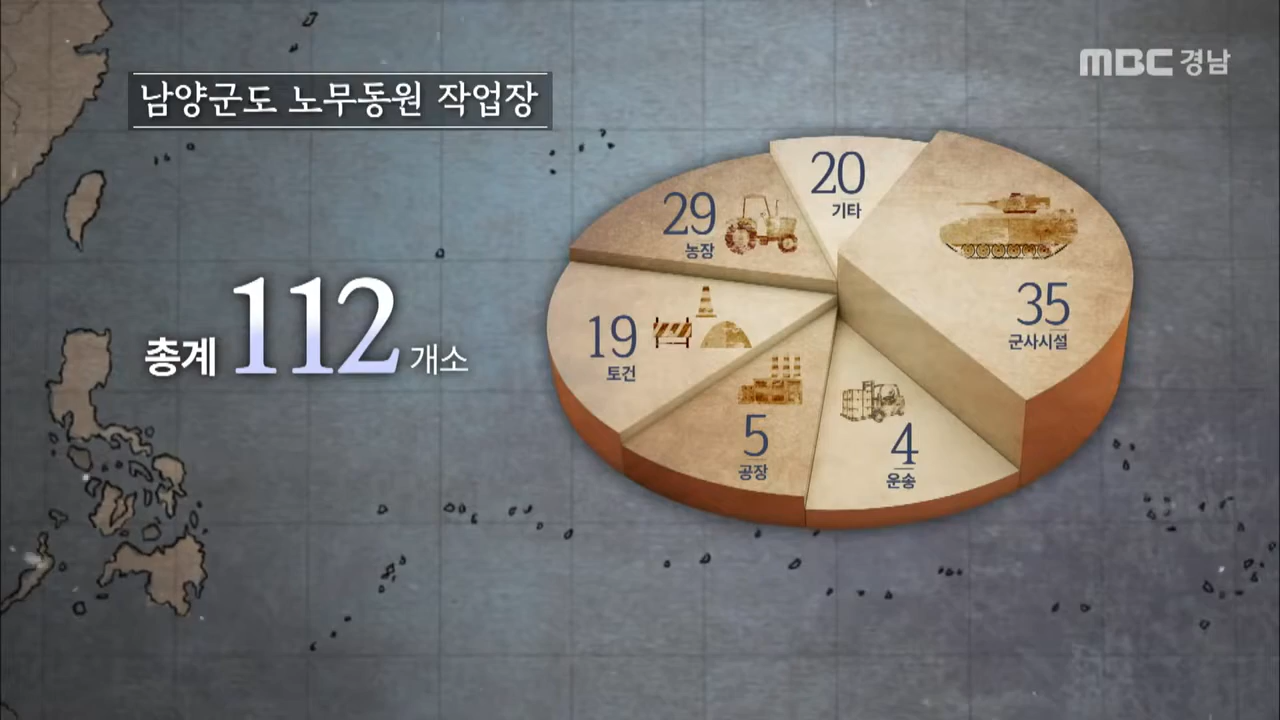 MBC 경남
남양군도 노무동원 작업장
총계 112 개소
20
기타
29
농장
35
군사시설
19
토건
5
공장
4
운송